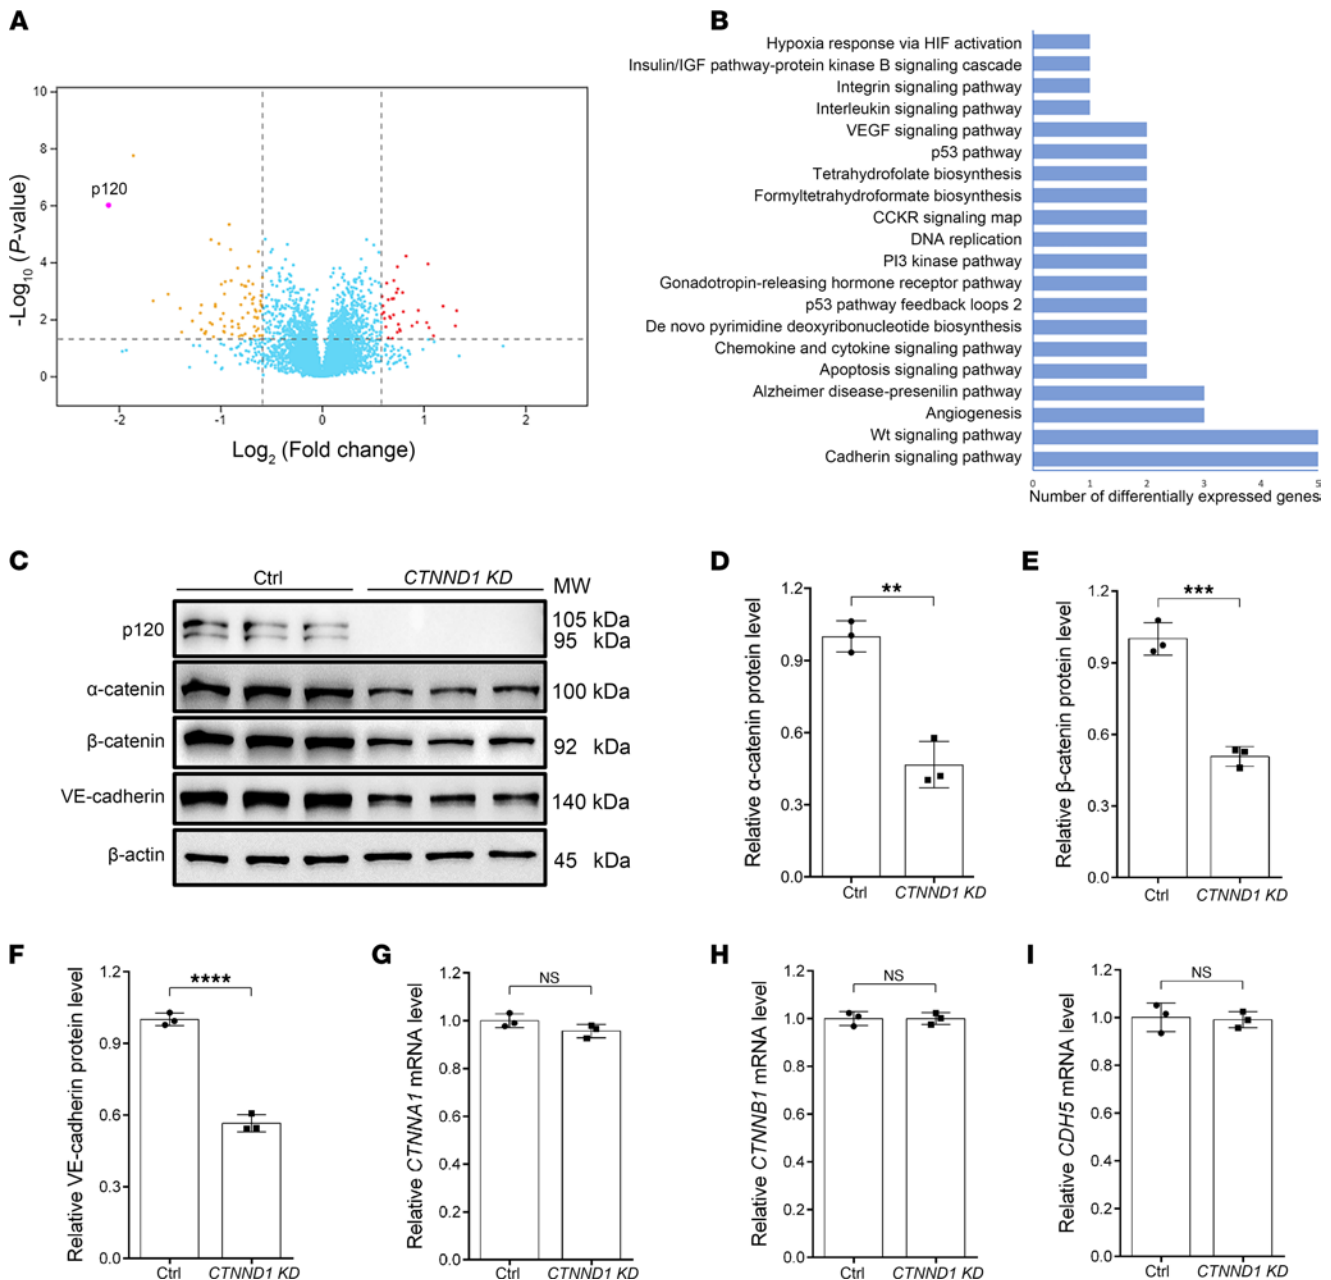 A
10
8
6
4
2
0
p120
-2
-1
0
1
2
-Log10 (P-value)
Log2 (Fold change)
B
Hypoxia response via HIF activation
Insulin/IGF pathway-protein kinase B signaling cascade
Integrin signaling pathway
Interleukin signaling pathway
VEGF signaling pathway
p53 pathway
Tetrahydrofolate biosynthesis
Formyltetrahydroformate biosynthesis
CCKR signaling map
DNA replication
PI3 kinase pathway
Gonadotropin-releasing hormone receptor pathway
p53 pathway feedback loops 2
De novo pyrimidine deoxyribonucleotide biosynthesis
Chemokine and cytokine signaling pathway
Apoptosis signaling pathway
Alzheimer disease-presenilin pathway
Angiogenesis
Wt signaling pathway
Cadherin signaling pathway
0 1 2 3 4 5
Number of differentially expressed genes
C
Ctrl CTNND1 KD MW
p120 105 kDa
95 kDa
α-catenin 100 kDa
β-catenin 92 kDa
VE-cadherin 140 kDa
β-actin 45 kDa
D
Relative α-catenin protein level
1.2
0.9
0.6
0.3
0.0
**
Ctrl CTNND1 KD
E
Relative β-catenin protein level
1.2
0.9
0.6
0.3
0.0
***
Ctrl CTNND1 KD
F
Relative VE-cadherin protein level
1.2
0.9
0.6
0.3
0.0
****
Ctrl CTNND1 KD
G
Relative CTNNA1 mRNA level
1.2
1.0
0.8
0.6
0.4
0.2
0.0
NS
Ctrl CTNND1 KD
H
Relative CTNNB1 mRNA level
1.2
1.0
0.8
0.6
0.4
0.2
0.0
NS
Ctrl CTNND1 KD
I
Relative CDH5 mRNA level
1.2
1.0
0.8
0.6
0.4
0.2
0.0
NS
Ctrl CTNND1 KD